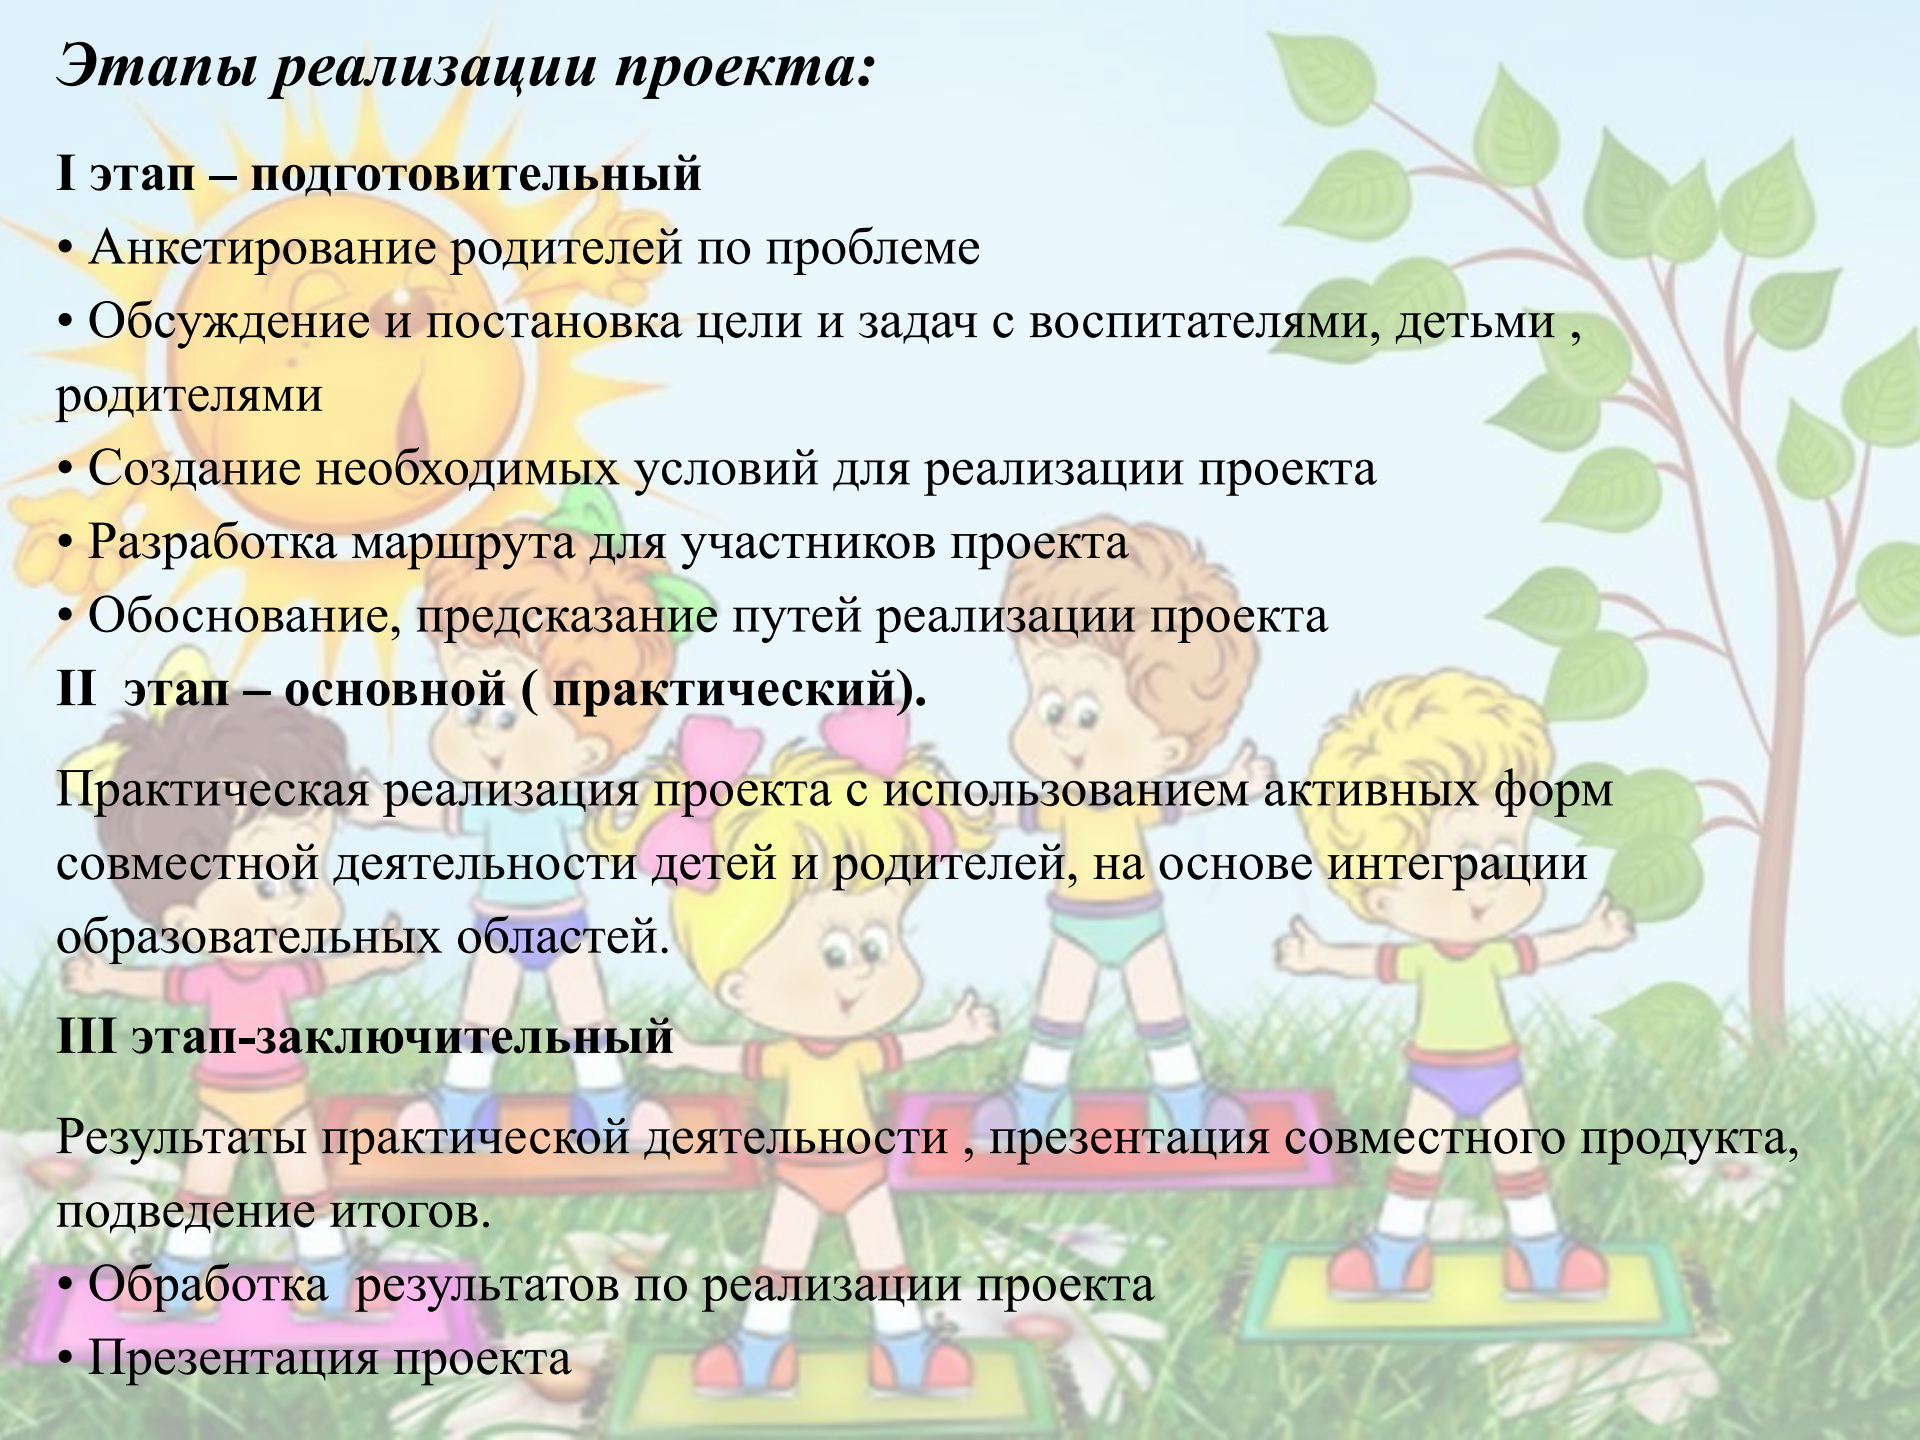 Этапы реализации проекта:
I этап – подготовительный
• Анкетирование родителей по проблеме
• Обсуждение и постановка цели и задач с воспитателями, детьми ,
родителями
• Создание необходимых условий для реализации проекта
• Разработка маршрута для участников проекта
• Обоснование, предсказание путей реализации проекта
II  этап – основной ( практический).
Практическая реализация проекта с использованием активных форм
совместной деятельности детей и родителей, на основе интеграции
образовательных областей.
III этап-заключительный
Результаты практической деятельности , презентация совместного продукта,
подведение итогов.
• Обработка  результатов по реализации проекта
• Презентация проекта